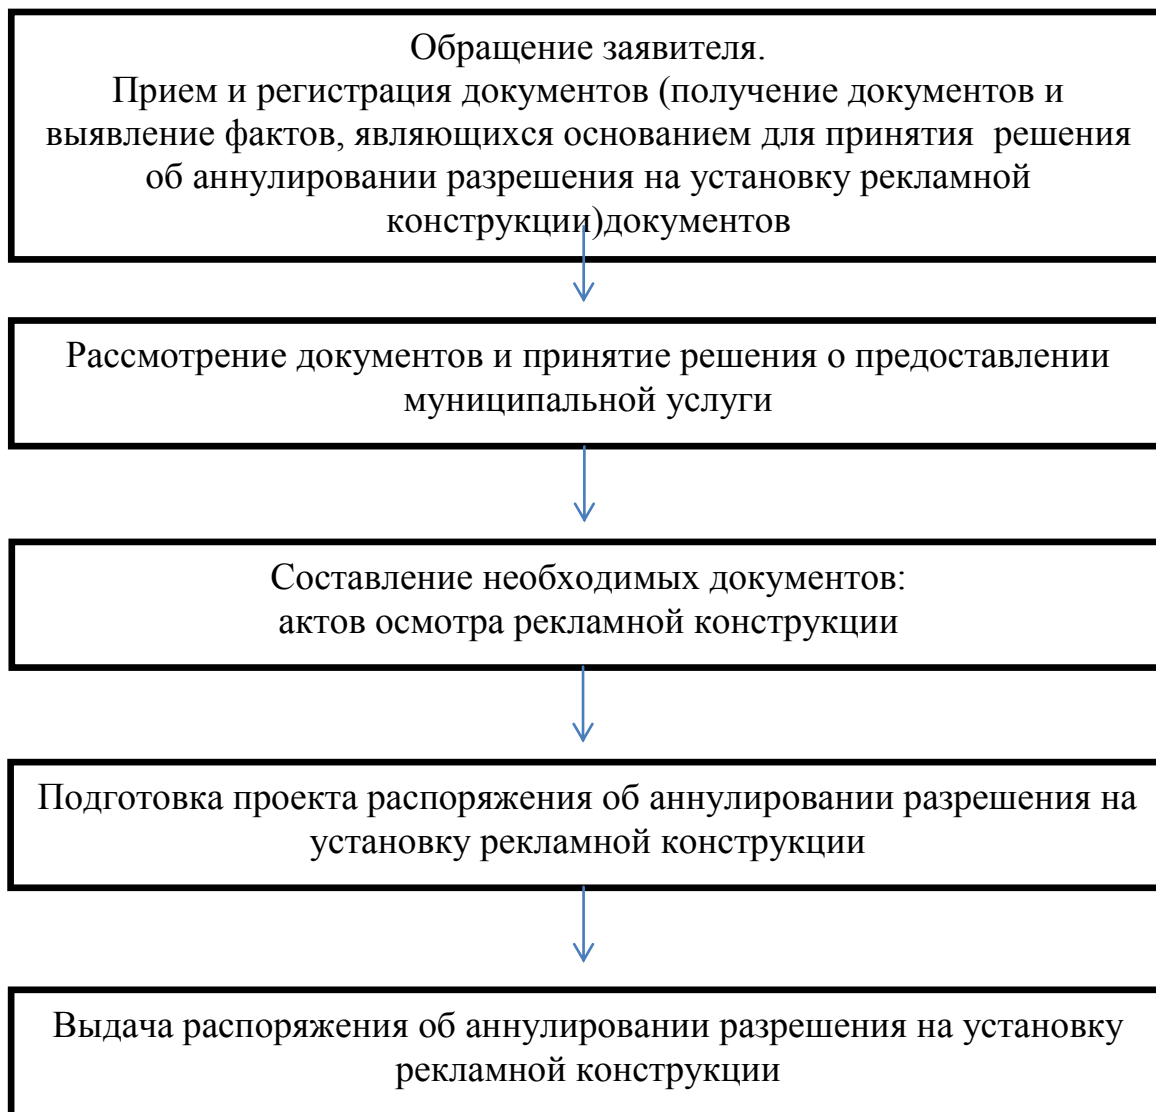 Обращение заявителя.
Прием и регистрация документов (получение документов и
выявление фактов, являющихся основанием для принятия  решения
об аннулировании разрешения на установку рекламной
конструкции)документов
Рассмотрение документов и принятие решения о предоставлении
муниципальной услуги
Составление необходимых документов:
актов осмотра рекламной конструкции
Подготовка проекта распоряжения об аннулировании разрешения на
установку рекламной конструкции
Выдача распоряжения об аннулировании разрешения на установку
рекламной конструкции